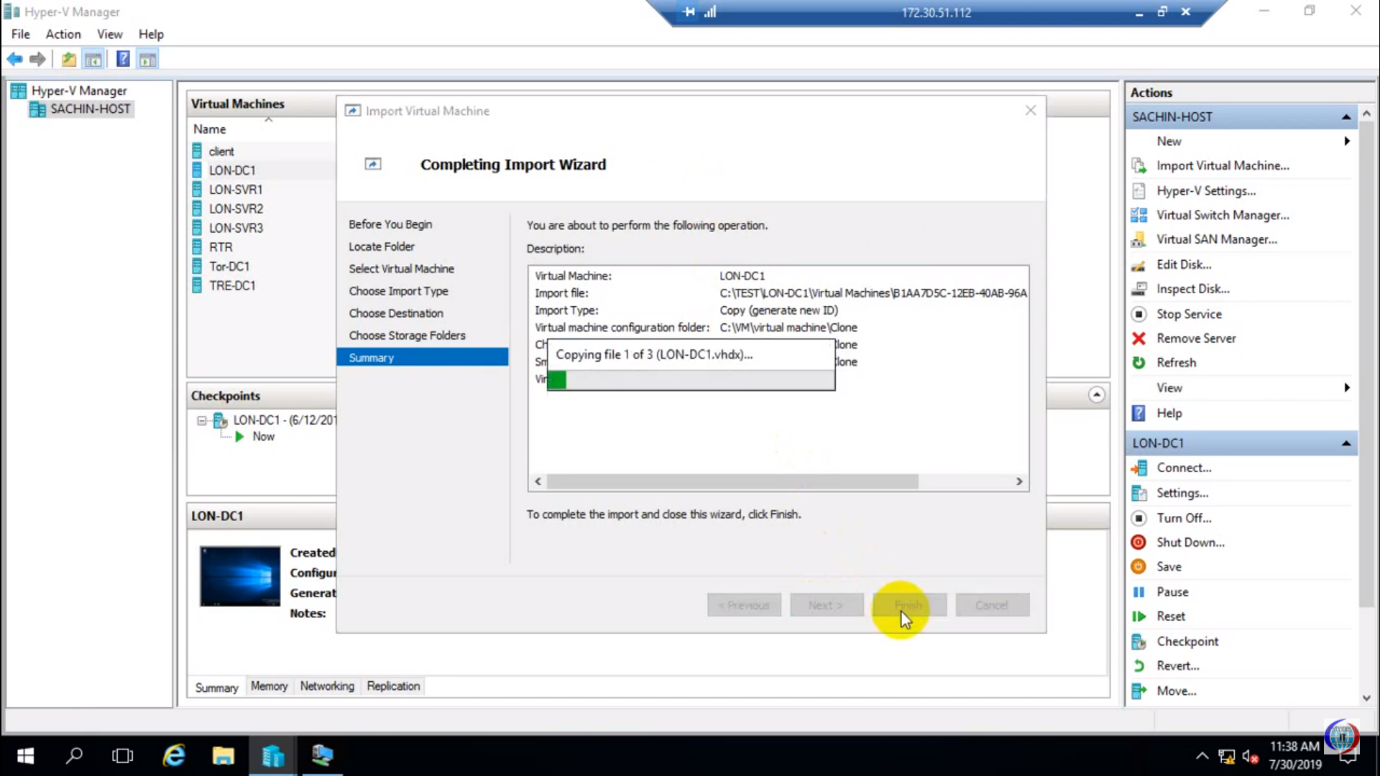 Hyper-V Manager
172.30.51.112
File Action View Help
Hyper-V Manager
SACHIN-HOST
Virtual Machines
Name
client
LON-DC1
LON-SVR1
LON-SVR2
LON-SVR3
RTR
Tor-DC1
TRE-DC1
Checkpoints
LON-DC1 - (6/12/201
Now
LON-DC1
Created
Configu
Generat
Notes:
Summary Memory Networking Replication
Import Virtual Machine
Completing Import Wizard
Before You Begin
Locate Folder
Select Virtual Machine
Choose Import Type
Choose Destination
Choose Storage Folders
Summary
You are about to perform the following operation.
Description:
Virtual Machine: LON-DC1
Import file: C:\TEST\LON-DC1\Virtual Machines\B1AA7D5C-12EB-40AB-96A
Import Type: Copy (generate new ID)
Virtual machine configuration folder: C:\VM\virtual machine\Clone
Ch lone
Sm lone
Vir
Copying file 1 of 3 (LON-DC1.vhdx)...
To complete the import and close this wizard, click Finish.
< Previous Next > Finish Cancel
Actions
SACHIN-HOST
New
Import Virtual Machine...
Hyper-V Settings...
Virtual Switch Manager...
Virtual SAN Manager...
Edit Disk...
Inspect Disk...
Stop Service
Remove Server
Refresh
View
Help
LON-DC1
Connect...
Settings...
Turn Off...
Shut Down...
Save
Pause
Reset
Checkpoint
Revert...
Move...
11:38 AM
7/30/2019